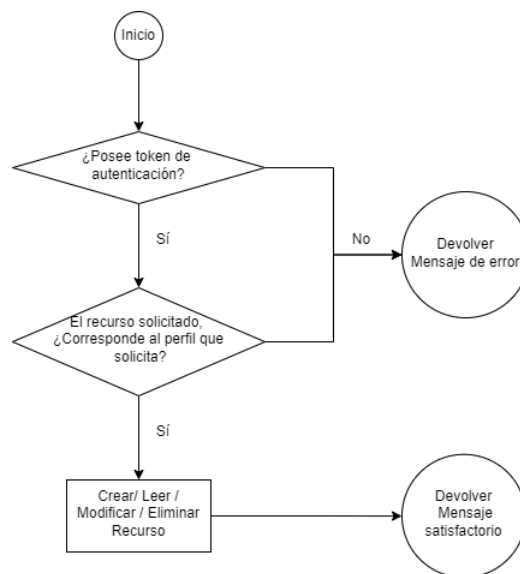 Inicio
¿Posee token de
autenticación?
Sí
No
Devolver
Mensaje de error
El recurso solicitado,
¿Corresponde al perfil que
solicita?
Sí
Crear/ Leer /
Modificar / Eliminar
Recurso
Devolver
Mensaje
satisfactorio